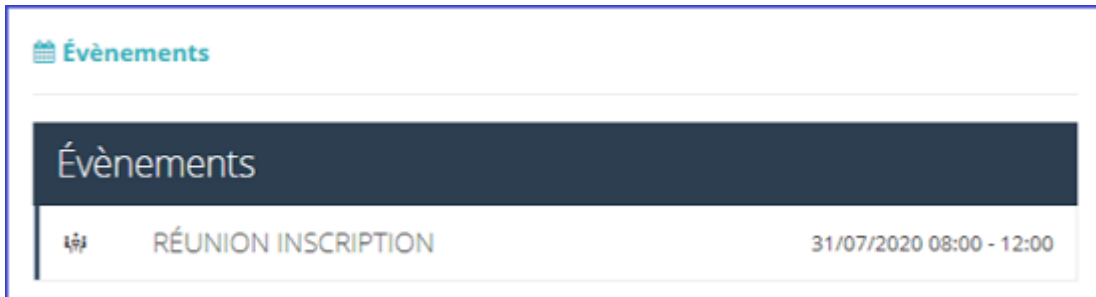 Évènements
Évènements
RÉUNION INSCRIPTION 31/07/2020 08:00 - 12:00